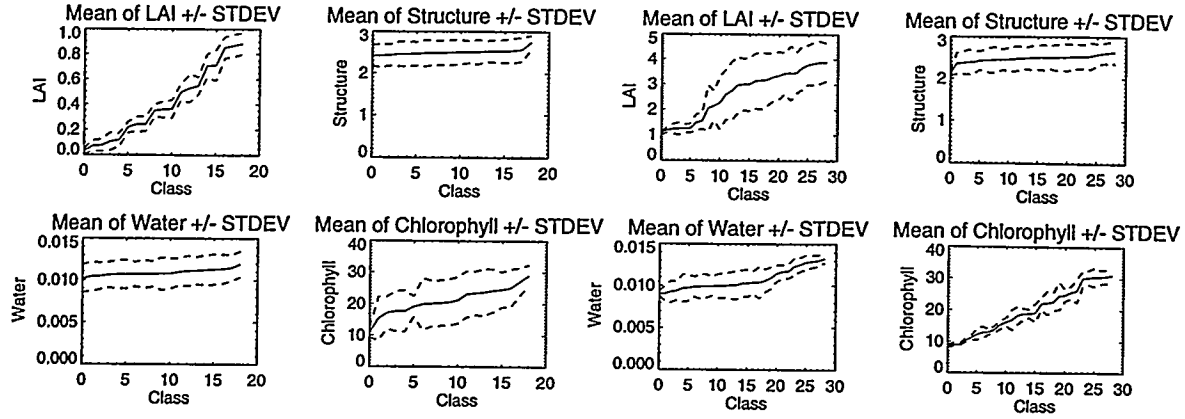 Mean of LAI +/- STDEV
1.0
0.8
0.6
0.4
0.2
0.0
LAI
0 5 10 15 20
Class
Mean of Structure +/- STDEV
3
2
1
0
Structure
0 5 10 15 20
Class
Mean of LAI +/- STDEV
5
4
3
2
1
0
LAI
0 5 10 15 20 25 30
Class
Mean of Structure +/- STDEV
3
2
1
0
Structure
0 5 10 15 20 25 30
Class
Mean of Water +/- STDEV
0.015
0.010
0.005
0.000
Water
0 5 10 15 20
Class
Mean of Chlorophyll +/- STDEV
40
30
20
10
0
Chlorophyll
0 5 10 15 20
Class
Mean of Water +/- STDEV
0.015
0.010
0.005
0.000
Water
0 5 10 15 20 25 30
Class
Mean of Chlorophyll +/- STDEV
40
30
20
10
0
Chlorophyll
0 5 10 15 20 25 30
Class